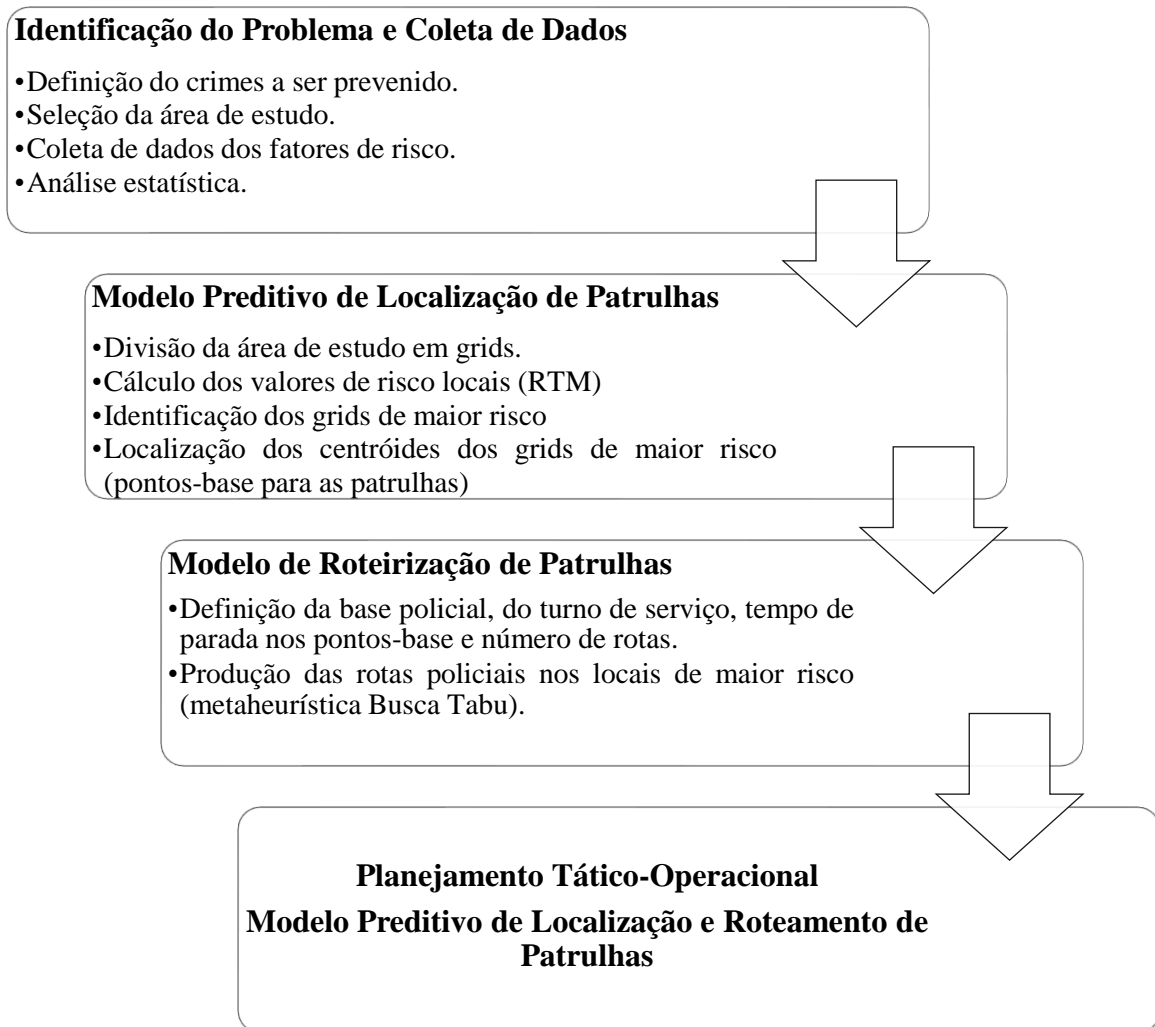 Identificação do Problema e Coleta de Dados
•Definição do crimes a ser prevenido.
•Seleção da área de estudo.
•Coleta de dados dos fatores de risco.
•Análise estatística.
Modelo Preditivo de Localização de Patrulhas
•Divisão da área de estudo em grids.
•Cálculo dos valores de risco locais (RTM)
•Identificação dos grids de maior risco
•Localização dos centróides dos grids de maior risco
(pontos-base para as patrulhas)
Modelo de Roteirização de Patrulhas
•Definição da base policial, do turno de serviço, tempo de
parada nos pontos-base e número de rotas.
•Produção das rotas policiais nos locais de maior risco
(metaheurística Busca Tabu).
Planejamento Tático-Operacional
Modelo Preditivo de Localização e Roteamento de
Patrulhas